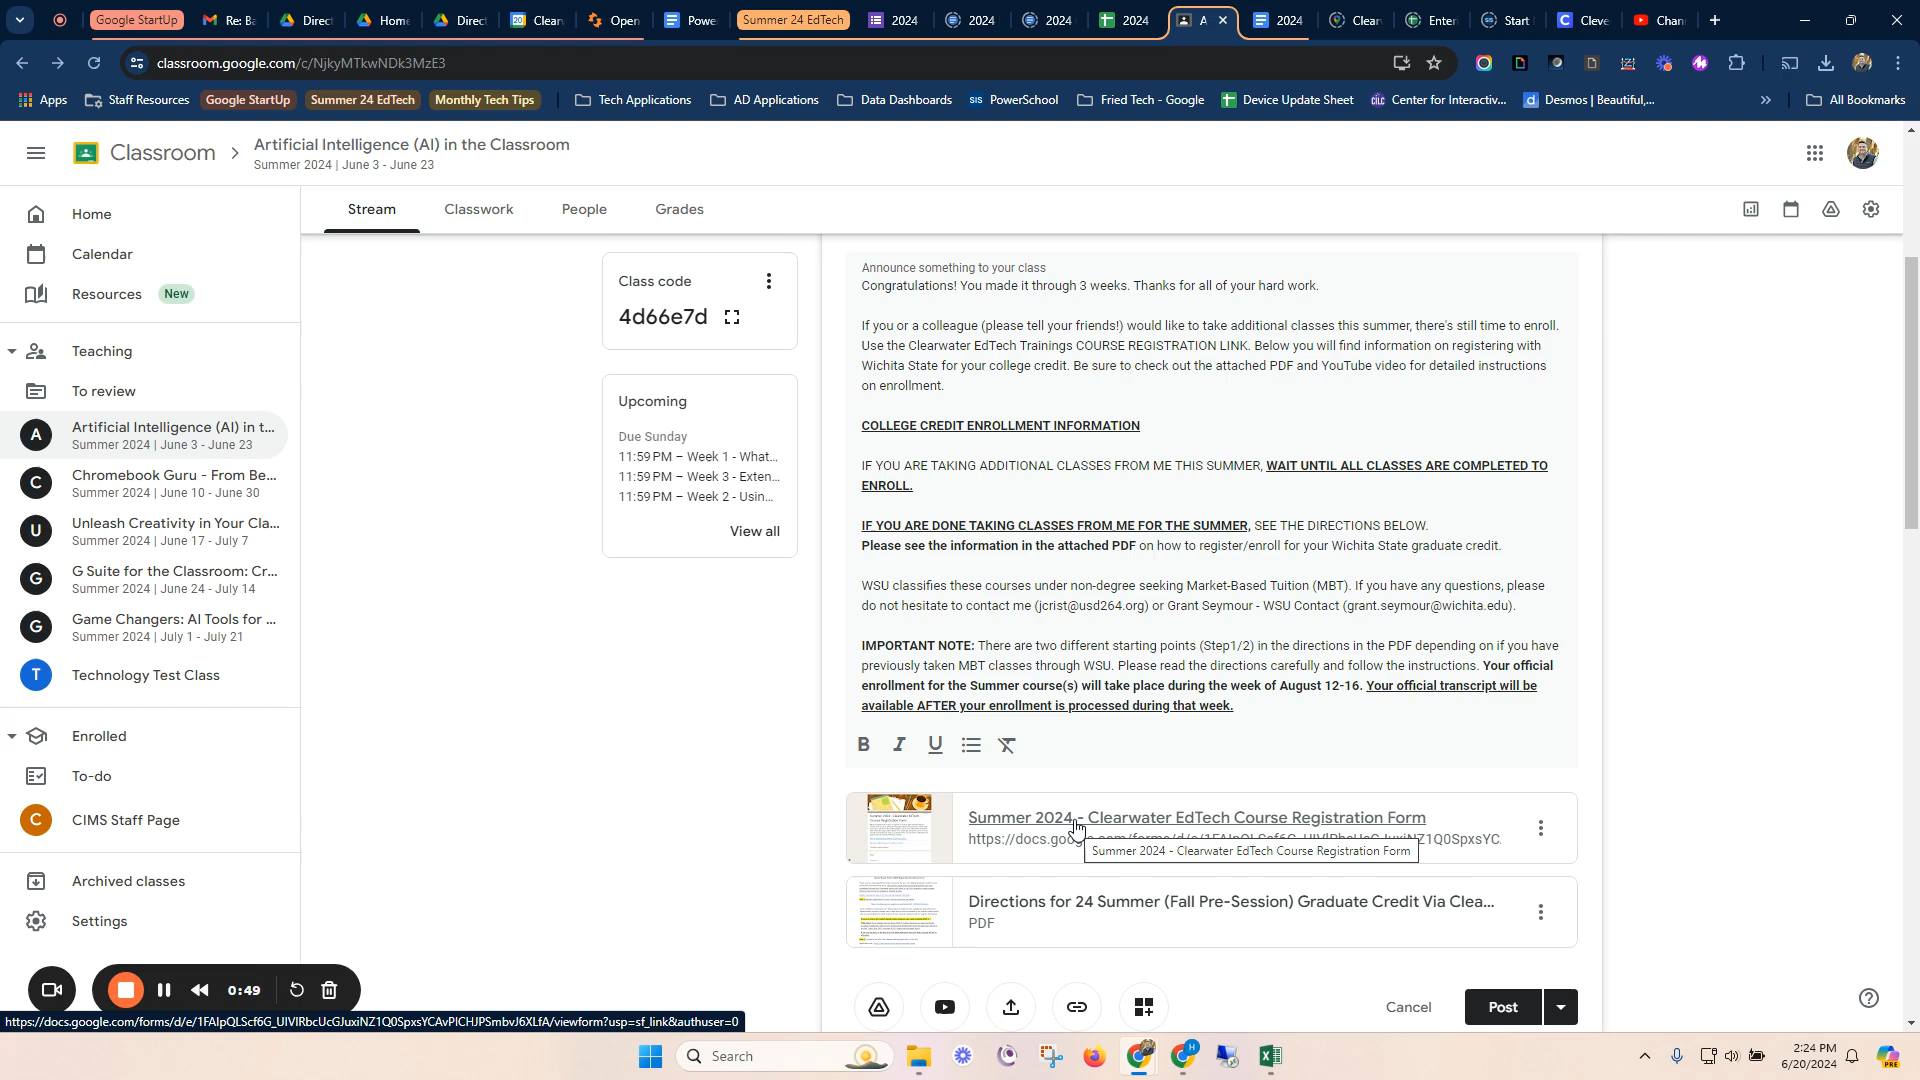 Google StartUp
Re: Ba
Direct
Home
Direct
Clear
Open
Powe
Summer 24 EdTech
2024
2024
2024
2024
A
2024
Clear
Enter
Start
Cleve
Chan
classroom.google.com/c/NjkyMTkwNDk3MzE3
Apps
Staff Resources
Google StartUp
Summer 24 EdTech
Monthly Tech Tips
Tech Applications
AD Applications
Data Dashboards
SIS PowerSchool
Fried Tech - Google
Device Update Sheet
CILC Center for Interactiv...
Desmos | Beautiful,...
All Bookmarks
Classroom
Artificial Intelligence (AI) in the Classroom
Summer 2024 | June 3 - June 23
Home
Calendar
Resources New
Teaching
To review
A
Artificial Intelligence (AI) in t...
Summer 2024 | June 3 - June 23
C
Chromebook Guru - From Be...
Summer 2024 | June 10 - June 30
U
Unleash Creativity in Your Cla...
Summer 2024 | June 17 - July 7
G
G Suite for the Classroom: Cr...
Summer 2024 | June 24 - July 14
G
Game Changers: AI Tools for ...
Summer 2024 | July 1 - July 21
T
Technology Test Class
Enrolled
To-do
C
CIMS Staff Page
Archived classes
Settings
Stream Classwork People Grades
Class code
4d66e7d
Upcoming
Due Sunday
11:59 PM – Week 1 - What...
11:59 PM – Week 3 - Exten...
11:59 PM – Week 2 - Usin...
View all
Announce something to your class
Congratulations! You made it through 3 weeks. Thanks for all of your hard work.
If you or a colleague (please tell your friends!) would like to take additional classes this summer, there's still time to enroll.
Use the Clearwater EdTech Trainings COURSE REGISTRATION LINK. Below you will find information on registering with
Wichita State for your college credit. Be sure to check out the attached PDF and YouTube video for detailed instructions
on enrollment.
COLLEGE CREDIT ENROLLMENT INFORMATION
IF YOU ARE TAKING ADDITIONAL CLASSES FROM ME THIS SUMMER, WAIT UNTIL ALL CLASSES ARE COMPLETED TO
ENROLL.
IF YOU ARE DONE TAKING CLASSES FROM ME FOR THE SUMMER, SEE THE DIRECTIONS BELOW.
Please see the information in the attached PDF on how to register/enroll for your Wichita State graduate credit.
WSU classifies these courses under non-degree seeking Market-Based Tuition (MBT). If you have any questions, please
do not hesitate to contact me (jcrist@usd264.org) or Grant Seymour - WSU Contact (grant.seymour@wichita.edu).
IMPORTANT NOTE: There are two different starting points (Step1/2) in the directions in the PDF depending on if you have
previously taken MBT classes through WSU. Please read the directions carefully and follow the instructions. Your official
enrollment for the Summer course(s) will take place during the week of August 12-16. Your official transcript will be
available AFTER your enrollment is processed during that week.
B I U
Summer 2024 - Clearwater EdTech Course Registration Form
Summer 2024 - Clearwater EdTech Course Registration Form
Directions for 24 Summer (Fall Pre-Session) Graduate Credit Via Clea...
PDF
Cancel
Post
0:49
https://docs.google.com/forms/d/e/1FAIpQLScf6G_UIVIRbcUcGJuxiNZ1Q0SpxsYCAvPICHJPSmbvJ6XLfA/viewform?usp=sf_link&authuser=0
Search
2:24 PM
6/20/2024